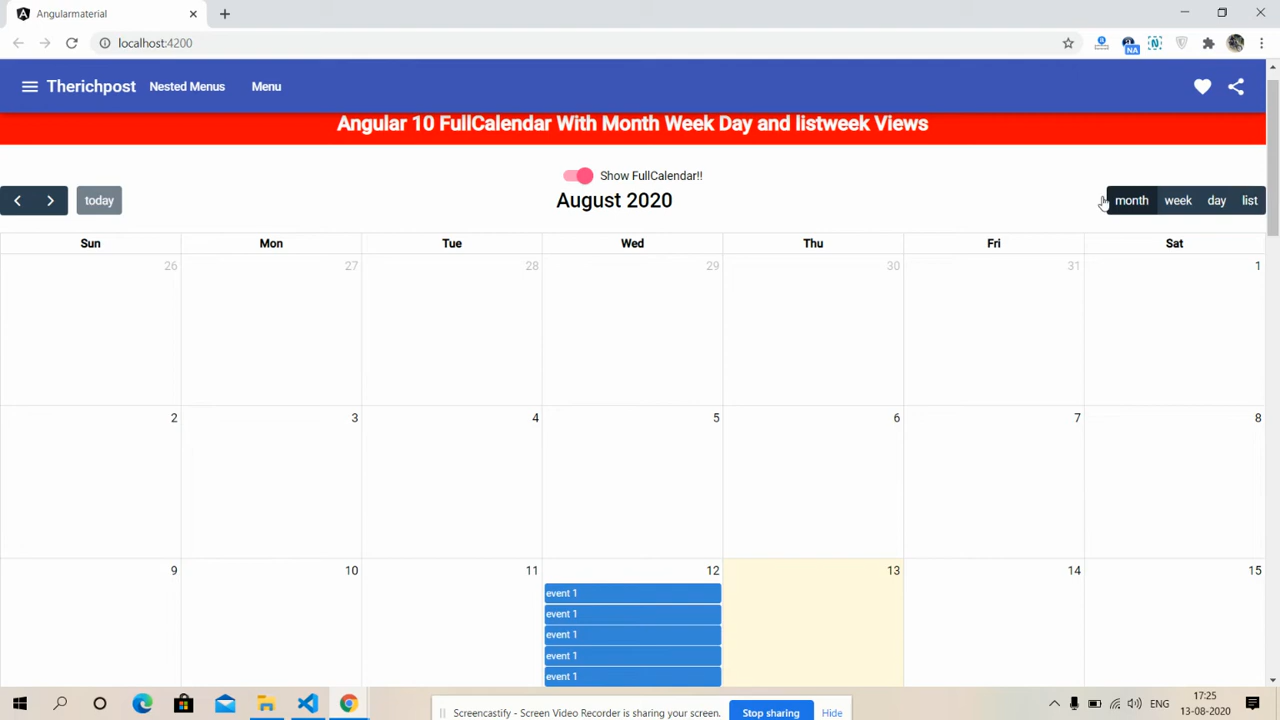 Angularmaterial
localhost:4200
NA
Therichpost Nested Menus Menu
Angular 10 FullCalendar With Month Week Day and listweek Views
Show FullCalendar!!
today August 2020 month week day list
Sun Mon Tue Wed Thu Fri Sat
26 27 28 29 30 31 1
2 3 4 5 6 7 8
9 10 11 12 13 14 15
event 1
event 1
event 1
event 1
event 1
17:25
ENG
13-08-2020
Screencastify - Screen Video Recorder is sharing your screen. Stop sharing Hide